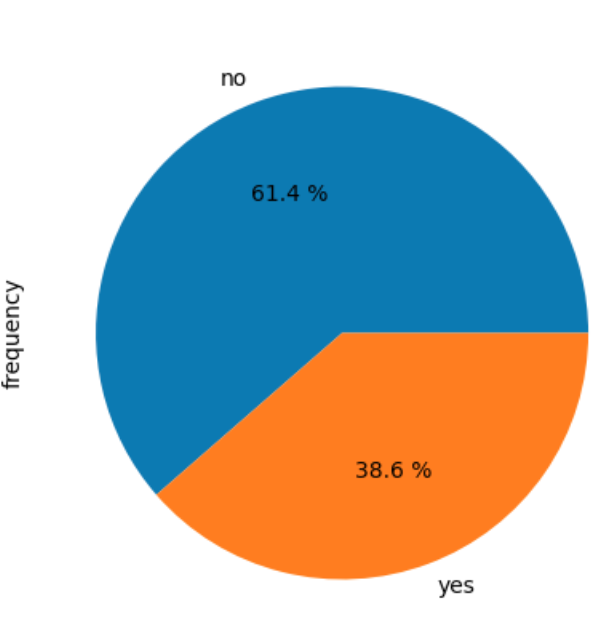 no
61.4 %
frequency
38.6 %
yes